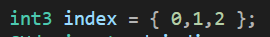 int3 index = { 0,1,2 };